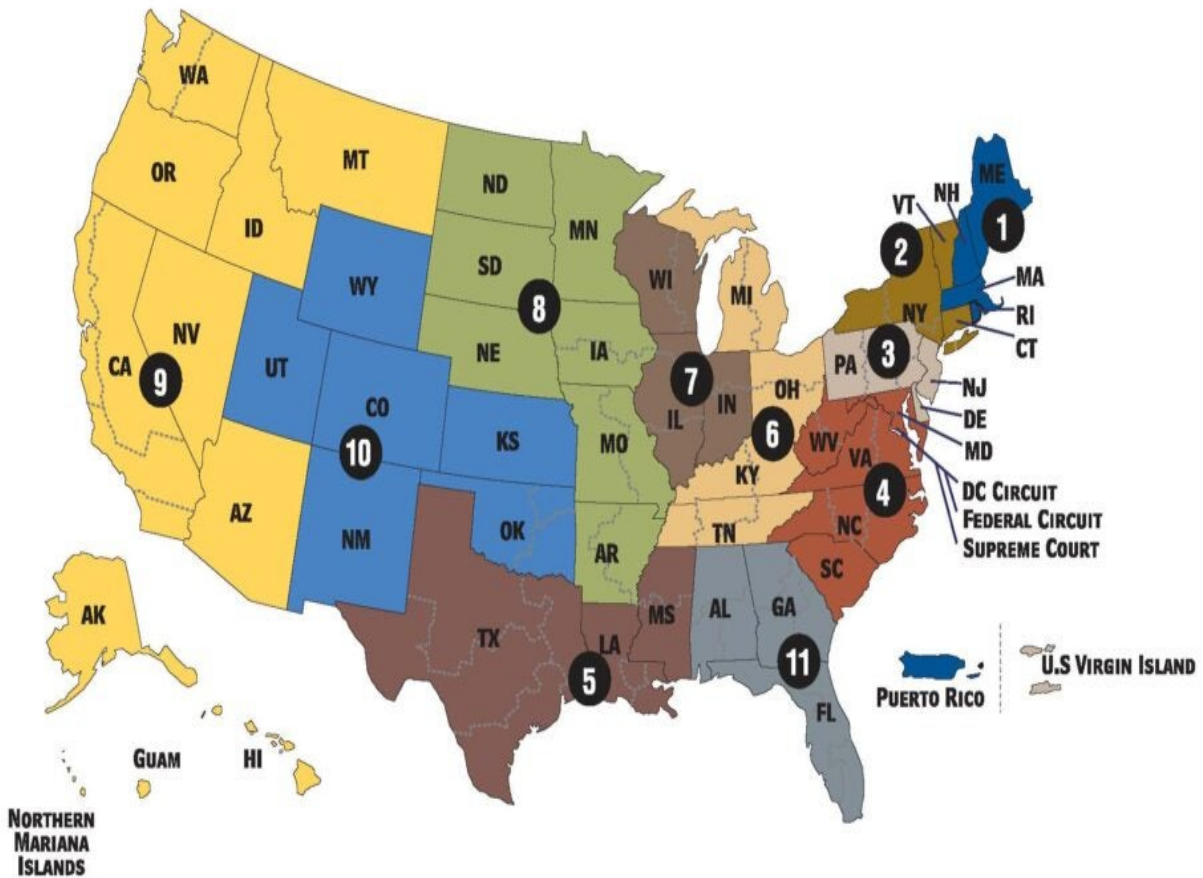 WA
OR
MT
ID
ND
MN
SD
WY
NE
IA
WI
MI
8
NV
CA
9
UT
CO
10
KS
MO
7
IL
IN
OH
6
KY
WV
VA
4
NC
TN
SC
AZ
NM
OK
AR
TX
LA
5
MS
AL
GA
11
FL
VT
NH
ME
1
2
NY
MA
RI
CT
3
PA
NJ
DE
MD
DC CIRCUIT
FEDERAL CIRCUIT
SUPREME COURT
AK
GUAM
HI
NORTHERN
MARIANA
ISLANDS
PUERTO RICO
U.S VIRGIN ISLAND